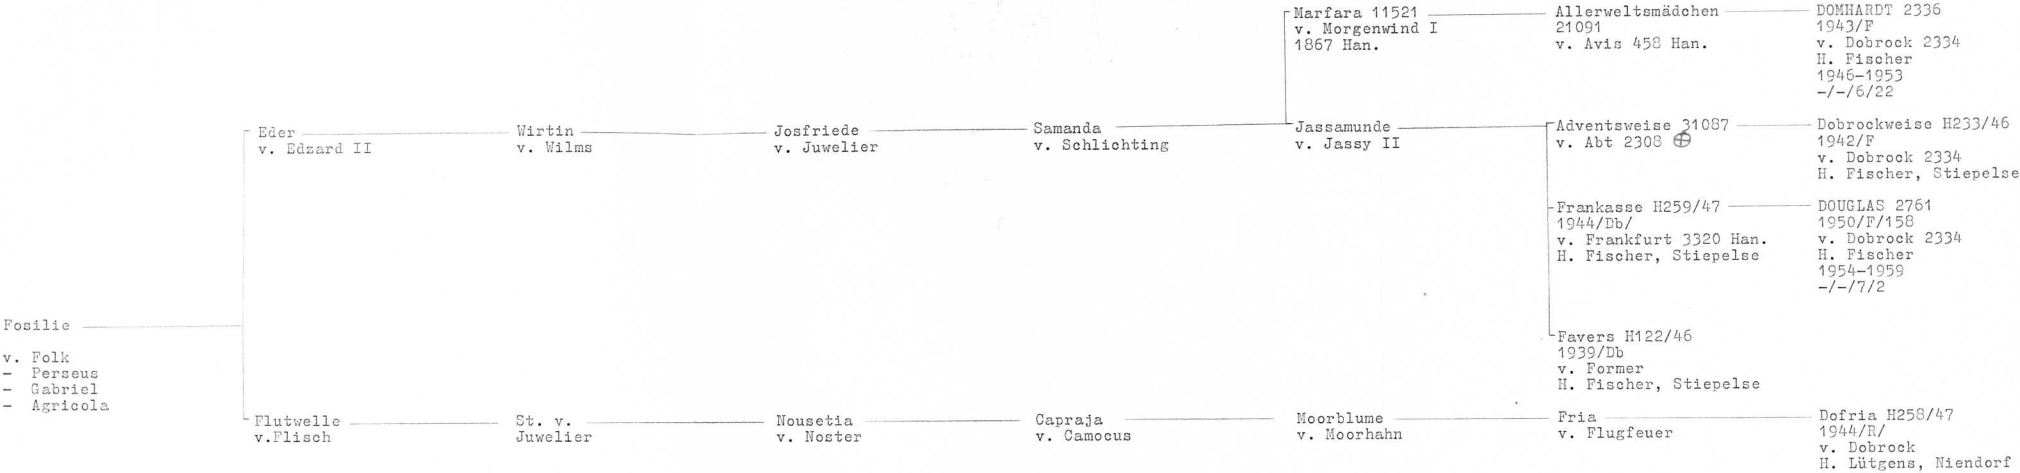 Marfara 11521
v. Morgenwind I
1867 Han.
Allerweltsmädchen
21091
v. Avis 458 Han.
DOMHARDT 2336
1943/F
v. Dobrock 2334
H. Fischer
1946-1953
-/-/6/22
Eder
v. Edzard II
Wirtin
v. Wilms
Josfriede
v. Juwelier
Samanda
v. Schlichting
Jassamunde
v. Jassy II
Adventsweise 31087
v. Abt 2308 ⊕
Dobrockweise H233/46
1942/F
v. Dobrock 2334
H. Fischer, Stiepelse
Frankasse H259/47
1944/Db/
v. Frankfurt 3320 Han.
H. Fischer, Stiepelse
DOUGLAS 2761
1950/F/158
v. Dobrock 2334
H. Fischer
1954-1959
-/-/7/2
Fosilie
v. Folk
- Perseus
- Gabriel
- Agricola
Favers H122/46
1939/Db
v. Former
H. Fischer, Stiepelse
Flutwelle
v.Flisch
St. v.
Juwelier
Nousetia
v. Noster
Capraja
v. Camocus
Moorblume
v. Moorhahn
Fria
v. Flugfeuer
Dofria H258/47
1944/R/
v. Dobrock
H. Lütgens, Niendorf